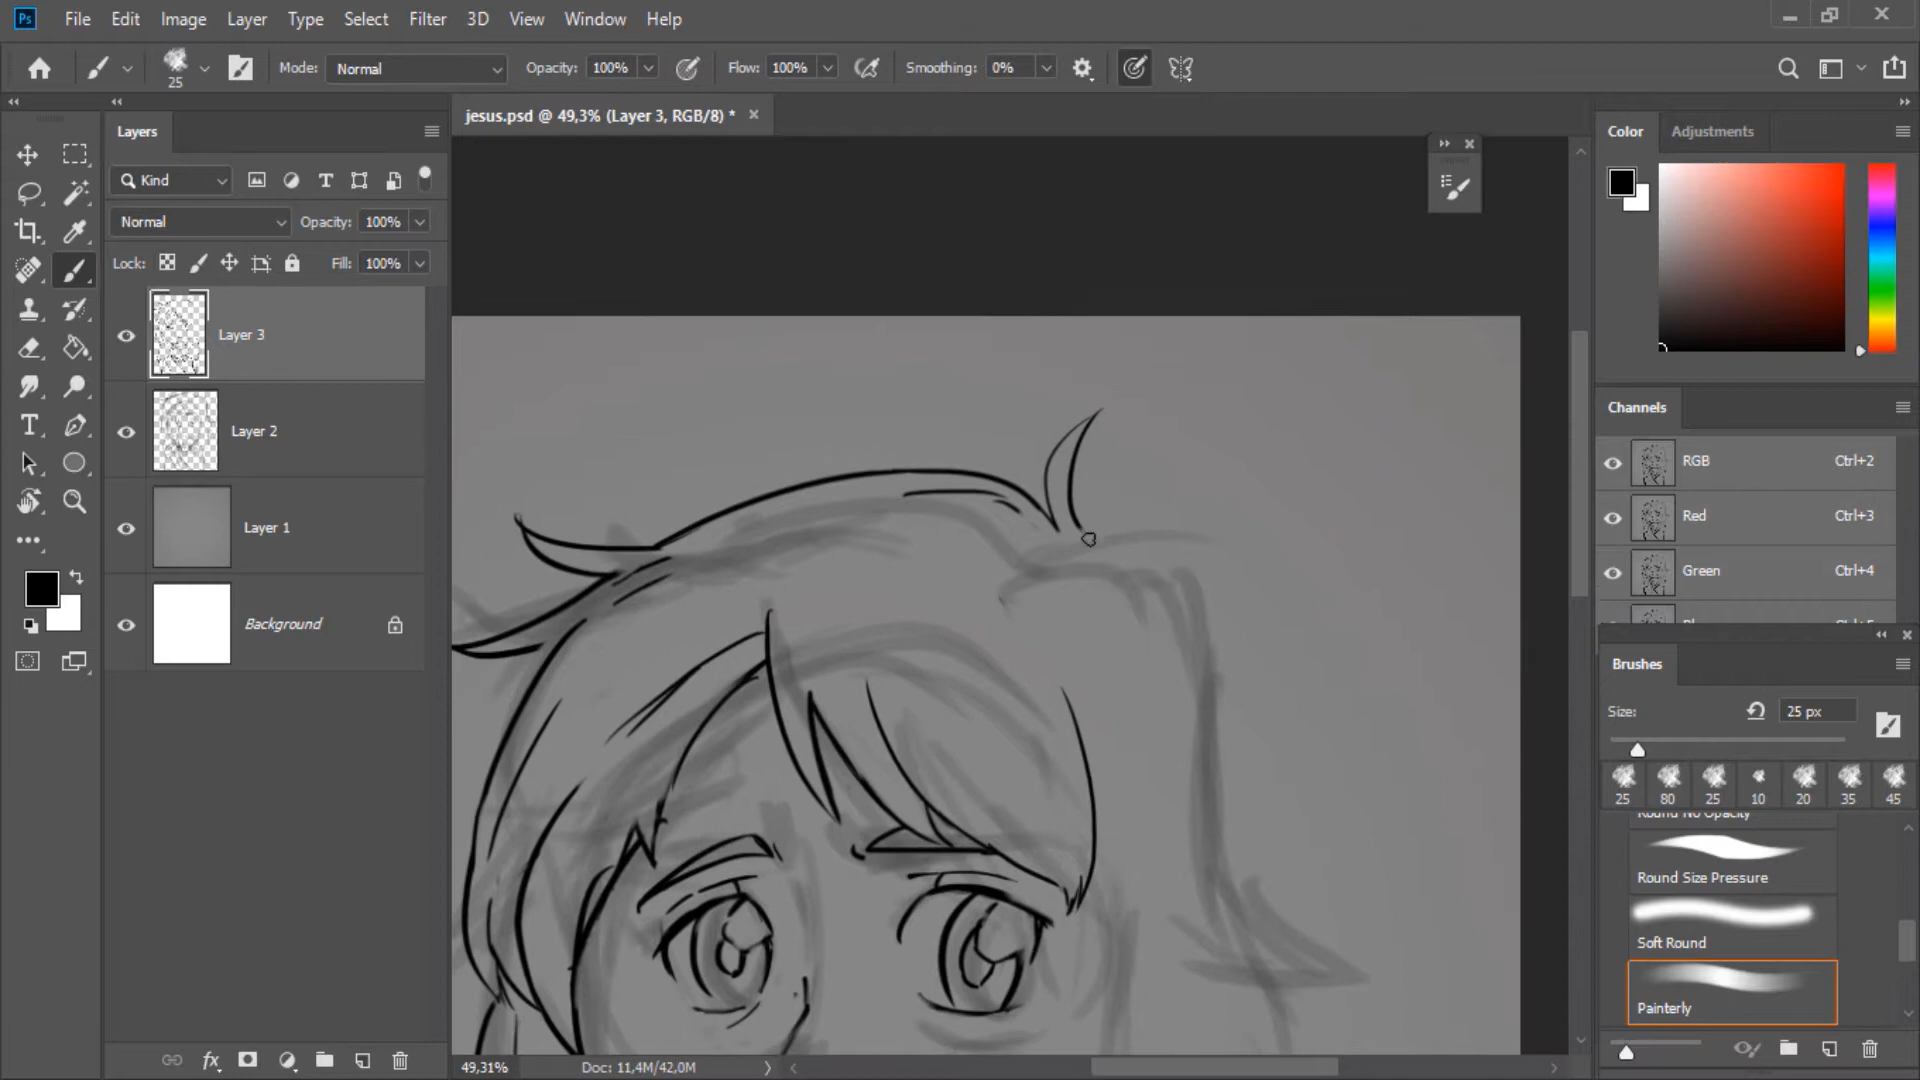 Ps File Edit Image Layer Type Select Filter 3D View Window Help
25 Mode: Normal Opacity: 100% Flow: 100% Smoothing: 0%
Layers
jesus.psd @ 49,3% (Layer 3, RGB/8) *
Color Adjustments
Kind
Normal Opacity: 100%
Lock: Fill: 100%
Layer 3
Layer 2
Layer 1
Background
Channels
RGB Ctrl+2
Red Ctrl+3
Green Ctrl+4
Brushes
Size: 25 px
25 80 25 10 20 35 45
Round No Opacity
Round Size Pressure
Soft Round
Painterly
49,31% Doc: 11,4M/42,0M